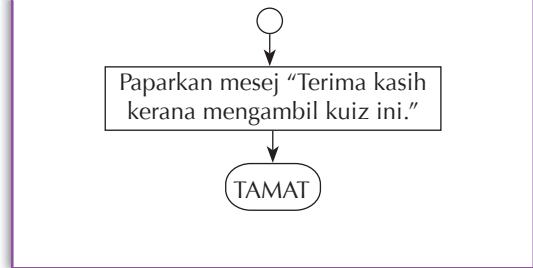 Paparkan mesej “Terima kasih
kerana mengambil kuiz ini.”
TAMAT